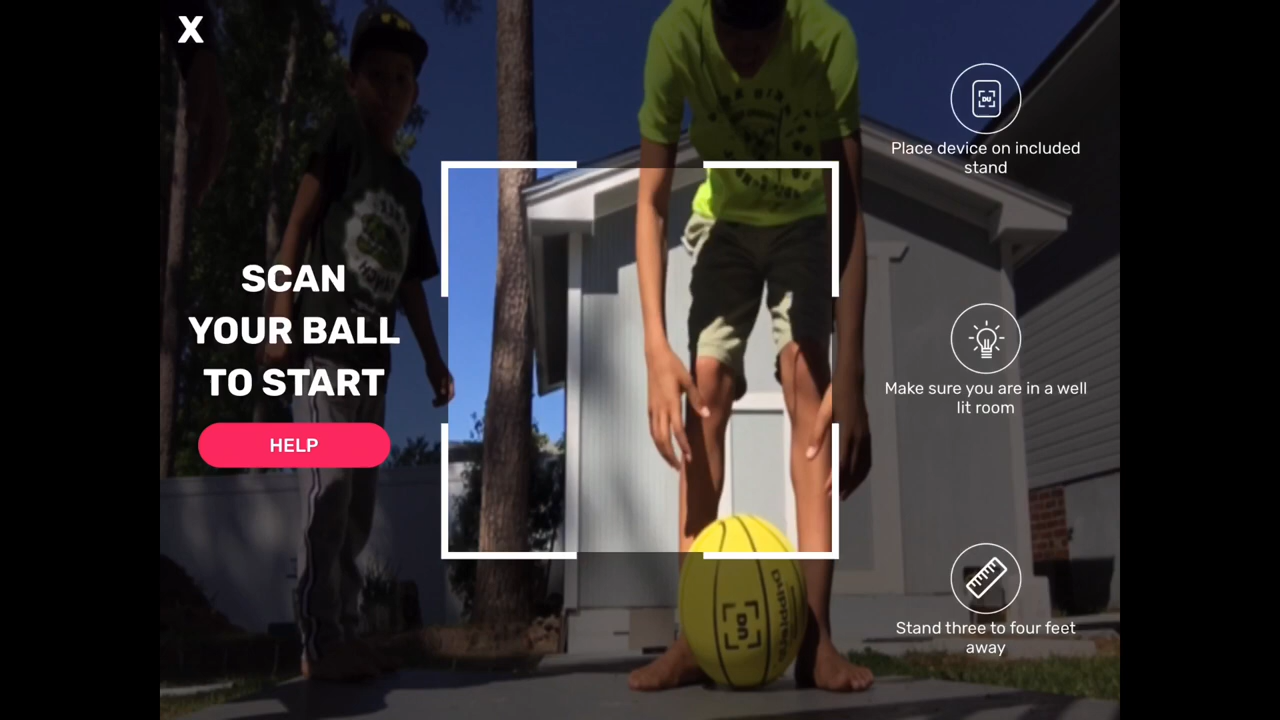 X
SCAN
YOUR BALL
TO START
HELP
DU
Place device on included
stand
Make sure you are in a well
lit room
Stand three to four feet
away